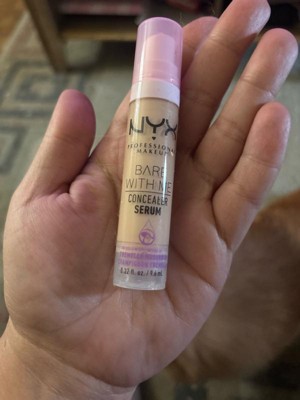 NYX
PROFESSIONAL
MAKEUP
BARE
WITH ME
CONCEALER
SERUM
0.32 fl. oz. / 9.6 ml